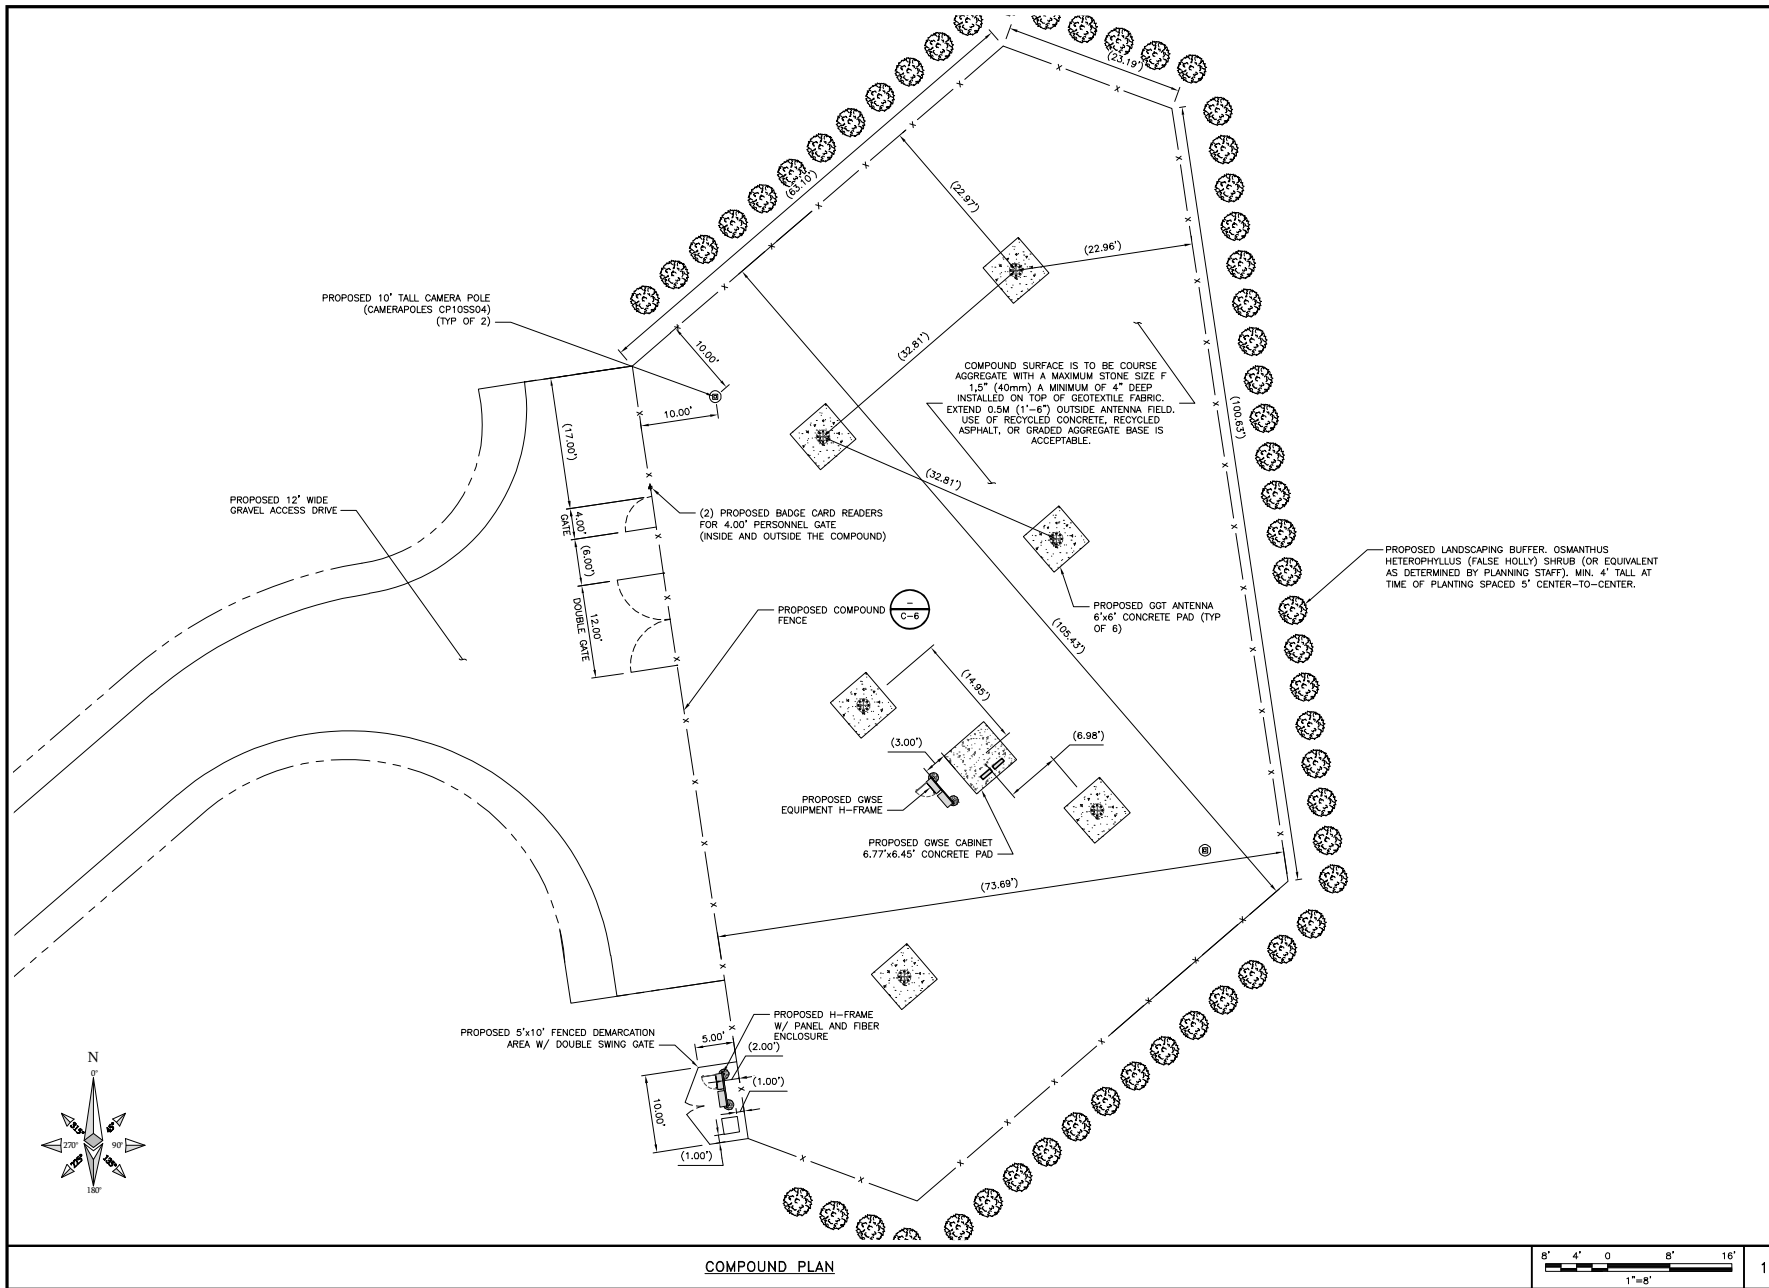 (23.19')
(63.10')
(22.97')
(22.96')
PROPOSED 10' TALL CAMERA POLE
(CAMERAPOLES CP10SS04)
(TYP OF 2)
10.00'
10.00'
(32.81')
COMPOUND SURFACE IS TO BE COURSE
AGGREGATE WITH A MAXIMUM STONE SIZE F
1,5" (40mm) A MINIMUM OF 4" DEEP
INSTALLED ON TOP OF GEOTEXTILE FABRIC.
EXTEND 0.5M (1'-6") OUTSIDE ANTENNA FIELD.
USE OF RECYCLED CONCRETE, RECYCLED
ASPHALT, OR GRADED AGGREGATE BASE IS
ACCEPTABLE.
(100.63')
(17.00')
(32.81')
PROPOSED 12' WIDE
GRAVEL ACCESS DRIVE
4.00'
GATE
(2) PROPOSED BADGE CARD READERS
FOR 4.00' PERSONNEL GATE
(INSIDE AND OUTSIDE THE COMPOUND)
(6.00')
PROPOSED LANDSCAPING BUFFER. OSMANTHUS
HETEROPHYLLUS (FALSE HOLLY) SHRUB (OR EQUIVALENT
AS DETERMINED BY PLANNING STAFF). MIN. 4' TALL AT
TIME OF PLANTING SPACED 5' CENTER-TO-CENTER.
12.00'
DOUBLE GATE
PROPOSED COMPOUND
FENCE
-
C-6
PROPOSED GGT ANTENNA
6'x6' CONCRETE PAD (TYP
OF 6)
(105.43')
(14.95')
(3.00')
(6.98')
PROPOSED GWSE
EQUIPMENT H-FRAME
PROPOSED GWSE CABINET
6.77'x6.45' CONCRETE PAD
(73.69')
PROPOSED H-FRAME
W/ PANEL AND FIBER
ENCLOSURE
PROPOSED 5'x10' FENCED DEMARCATION
AREA W/ DOUBLE SWING GATE
5.00'
(2.00')
(1.00')
10.00'
(1.00')
N
0°
315°
45°
270°
90°
225°
135°
180°
COMPOUND PLAN
8' 4' 0 8' 16'
1"=8'
1